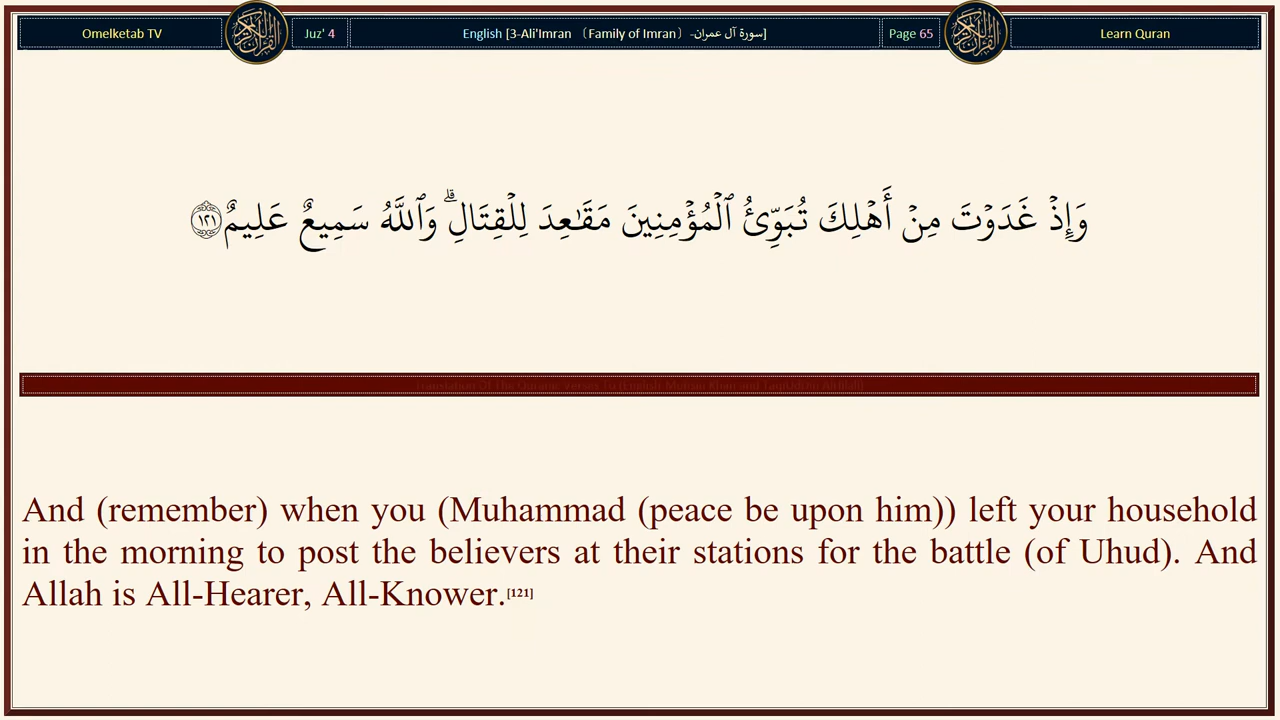 Omelketab TV
Juz' 4
English [3-Ali'Imran (Family of Imran) -سورة آل عمران]
Page 65
Learn Quran
وَإِذۡ غَدَوۡتَ مِنۡ أَهۡلِكَ تُبَوِّئُ ٱلۡمُؤۡمِنِينَ مَقَٰعِدَ لِلۡقِتَالِۗ وَٱللَّهُ سَمِيعٌ عَلِيمٌ ١٢١
And (remember) when you (Muhammad (peace be upon him)) left your household
in the morning to post the believers at their stations for the battle (of Uhud). And
Allah is All-Hearer, All-Knower.[121]